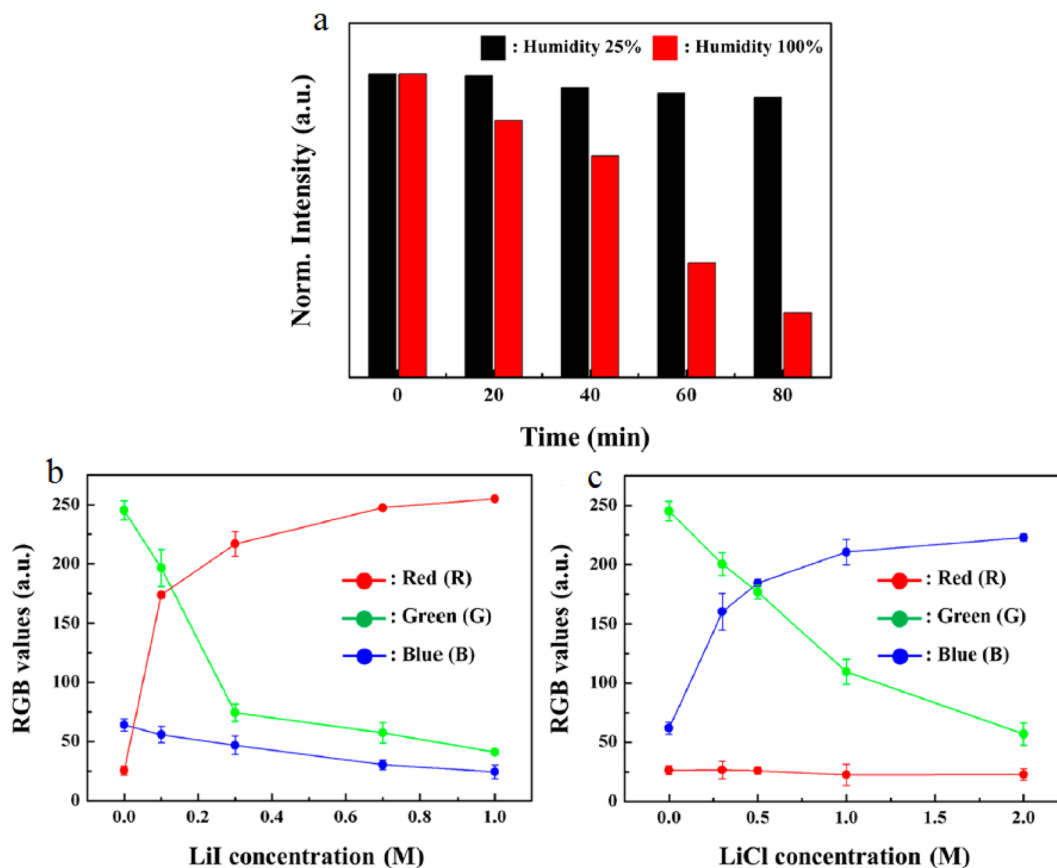 a
: Humidity 25% : Humidity 100%
Norm. Intensity (a.u.)
0 20 40 60 80
Time (min)
b
250
200
150
100
50
0
RGB values (a.u.)
: Red (R)
: Green (G)
: Blue (B)
0.0 0.2 0.4 0.6 0.8 1.0
LiI concentration (M)
c
250
200
150
100
50
0
RGB values (a.u.)
: Red (R)
: Green (G)
: Blue (B)
0.0 0.5 1.0 1.5 2.0
LiCl concentration (M)